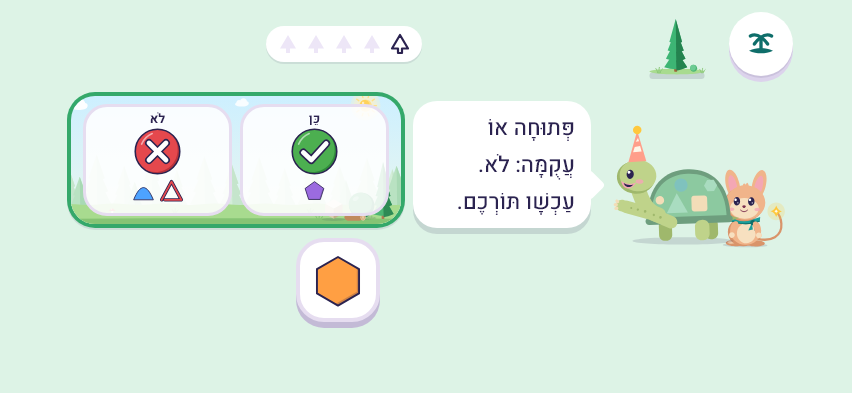 פְּתוּחָה אוֹ
עֲקֻמָּה: לֹא.
עַכְשָׁו תּוֹרְכֶם.
כֵּן
לֹא